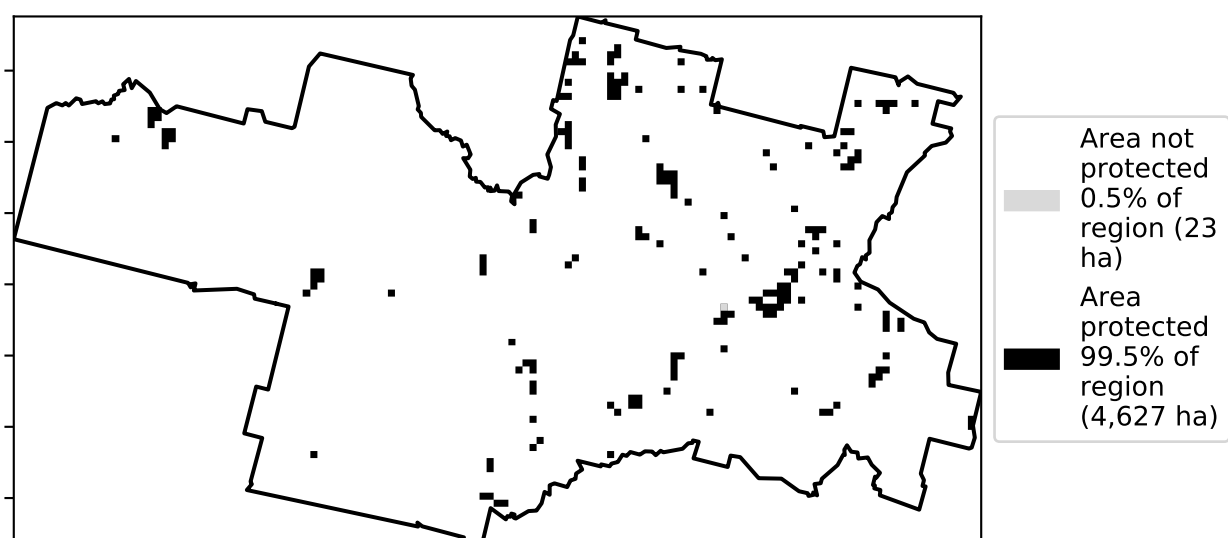 Area not
protected
0.5% of
region (23
ha)
Area
protected
99.5% of
region
(4,627 ha)